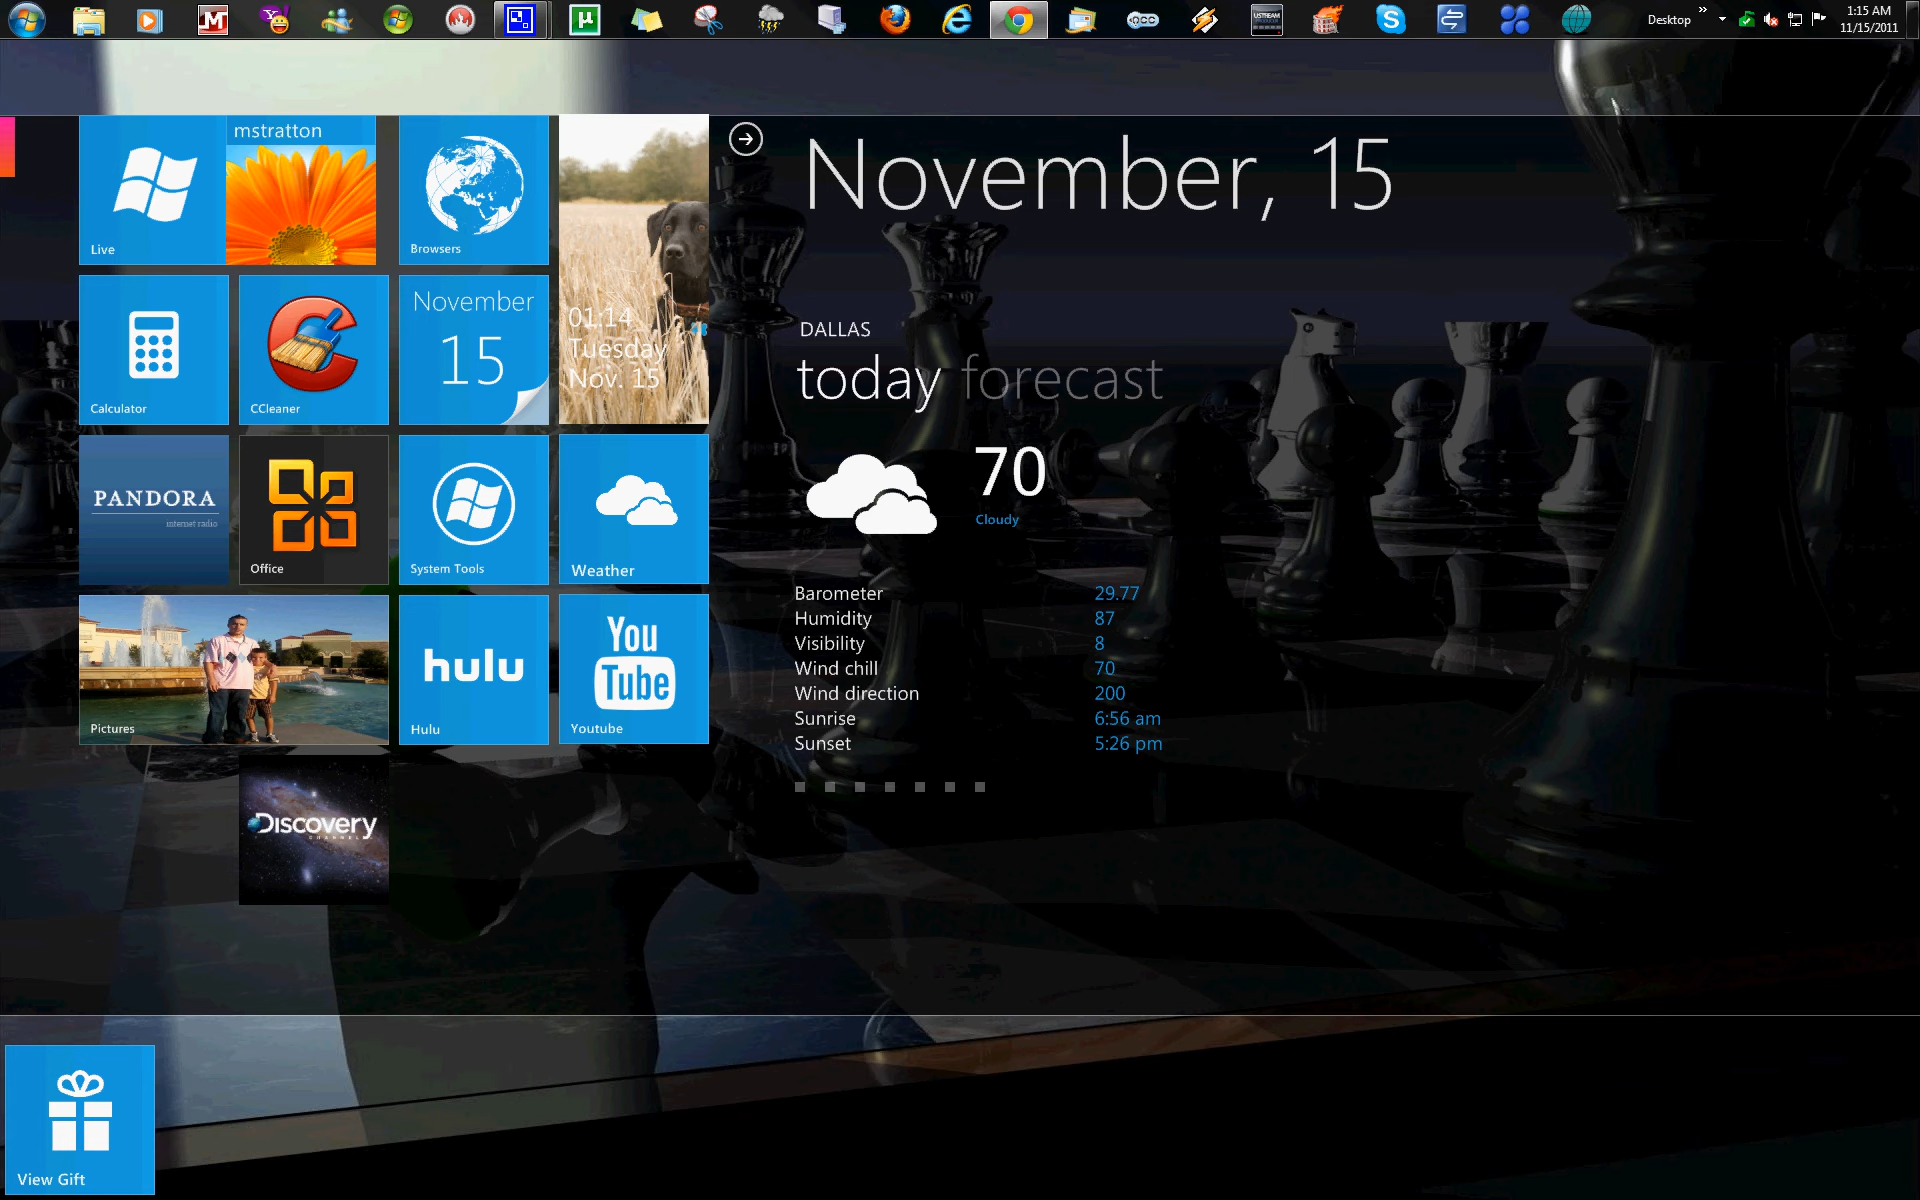 Desktop
»
1:15 AM
11/15/2011
mstratton
Live
Browsers
01:14
Tuesday
Nov. 15
November, 15
Calculator
CCleaner
November
15
DALLAS
today forecast
70
Cloudy
PANDORA
internet radio
Office
System Tools
Weather
Barometer 29.77
Humidity 87
Visibility 8
Wind chill 70
Wind direction 200
Sunrise 6:56 am
Sunset 5:26 pm
Pictures
hulu
Hulu
You
Tube
Youtube
Discovery
CHANNEL
View Gift